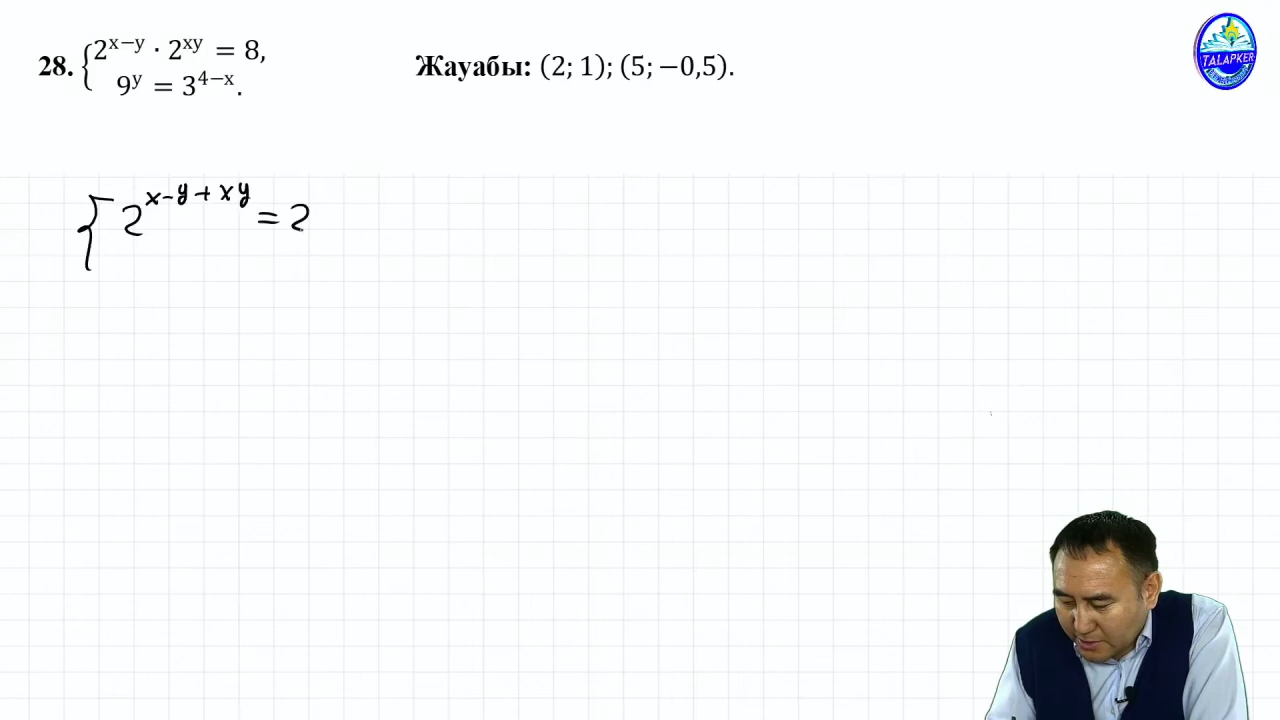 28. {2^{x−y} · 2^{xy} = 8,
9^y = 3^{4−x}.
Жауабы: (2; 1); (5; −0,5).
TALAPKER
{2^{x−y+xy} = 2